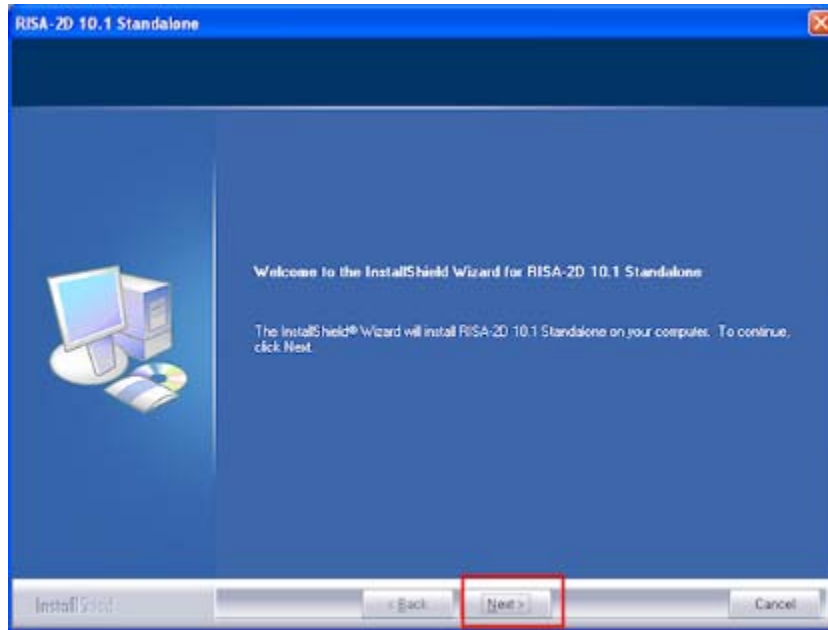 RISA-2D 10.1 Standalone
Welcome to the InstallShield Wizard for RISA-2D 10.1 Standalone
The InstallShield® Wizard will install RISA-2D 10.1 Standalone on your computer. To continue,
click Next.
InstallShield
< Back
Next >
Cancel